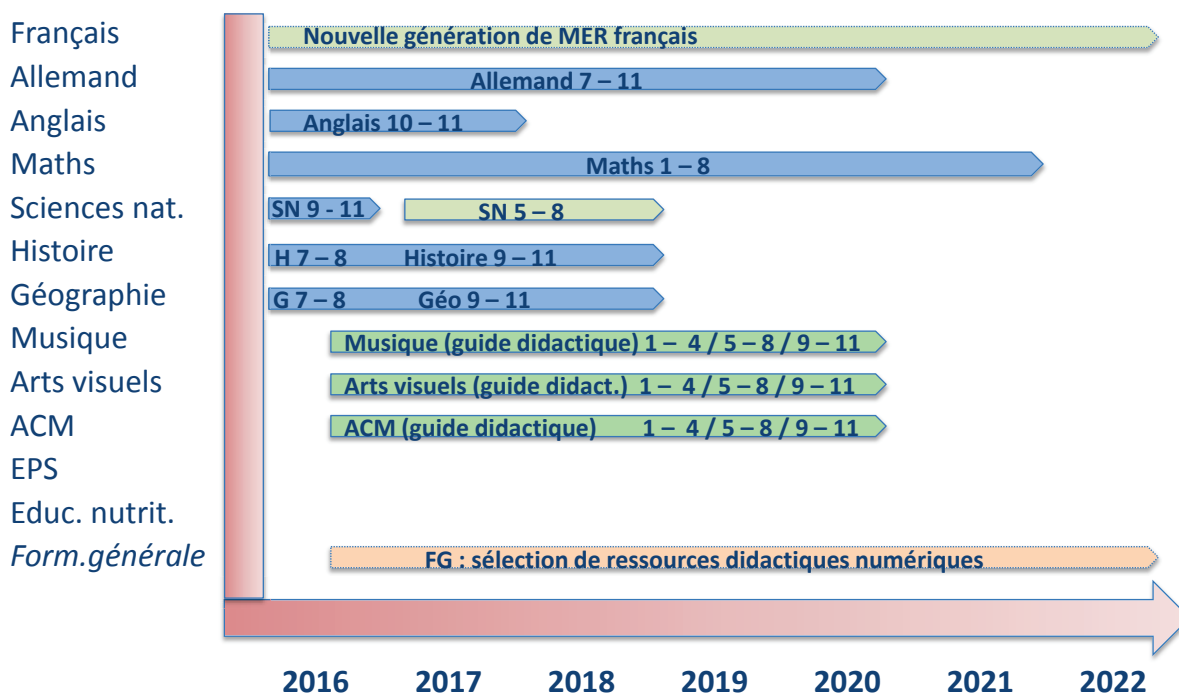 Français Nouvelle génération de MER français
Allemand Allemand 7 – 11
Anglais Anglais 10 – 11
Maths Maths 1 – 8
Sciences nat. SN 9 - 11 SN 5 – 8
Histoire H 7 – 8 Histoire 9 – 11
Géographie G 7 – 8 Géo 9 – 11
Musique Musique (guide didactique) 1 – 4 / 5 – 8 / 9 – 11
Arts visuels Arts visuels (guide didact.) 1 – 4 / 5 – 8 / 9 – 11
ACM ACM (guide didactique) 1 – 4 / 5 – 8 / 9 – 11
EPS
Educ. nutrit.
Form.générale FG : sélection de ressources didactiques numériques
2016 2017 2018 2019 2020 2021 2022